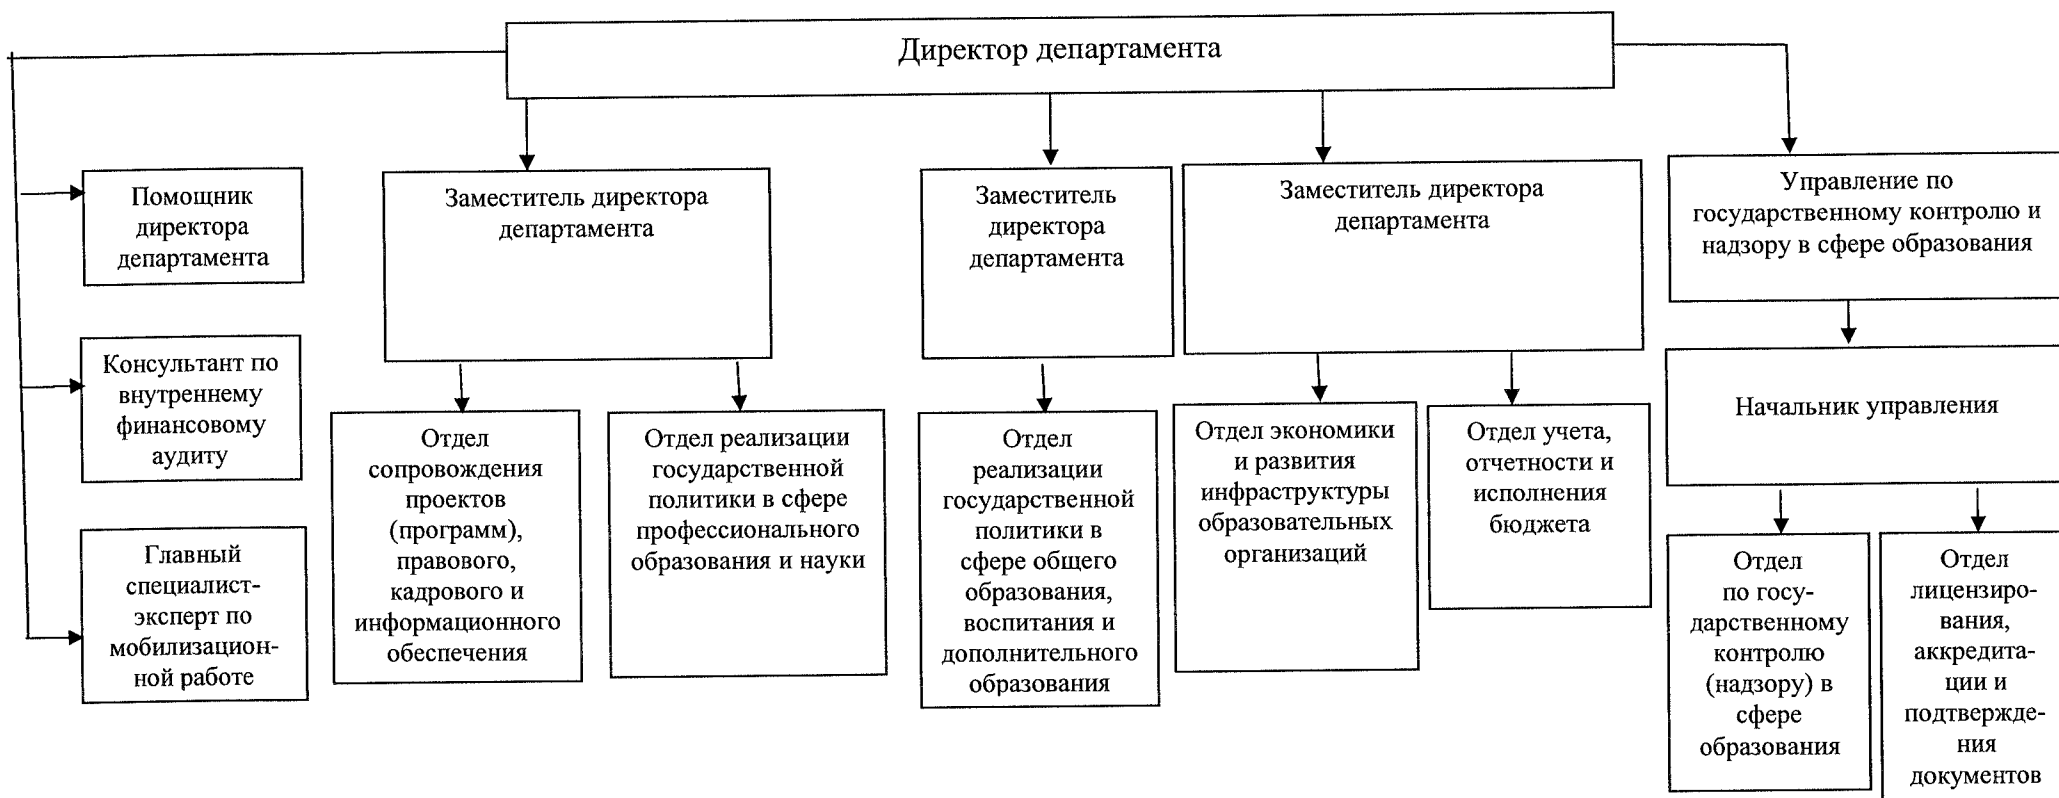 Директор департамента
Помощник
директора
департамента
Консультант по
внутреннему
финансовому
аудиту
Главный
специалист-
эксперт по
мобилизацион-
ной работе
Заместитель директора
департамента
Отдел
сопровождения
проектов
(программ),
правового,
кадрового и
информационного
обеспечения
Отдел реализации
государственной
политики в сфере
профессионального
образования и науки
Заместитель
директора
департамента
Отдел
реализации
государственной
политики в
сфере общего
образования,
воспитания и
дополнительного
образования
Заместитель директора
департамента
Отдел экономики
и развития
инфраструктуры
образовательных
организаций
Отдел учета,
отчетности и
исполнения
бюджета
Управление по
государственному контролю и
надзору в сфере образования
Начальник управления
Отдел
по госу-
дарственному
контролю
(надзору) в
сфере
образования
Отдел
лицензиро-
вания,
аккредита-
ции и
подтвержде-
ния
документов